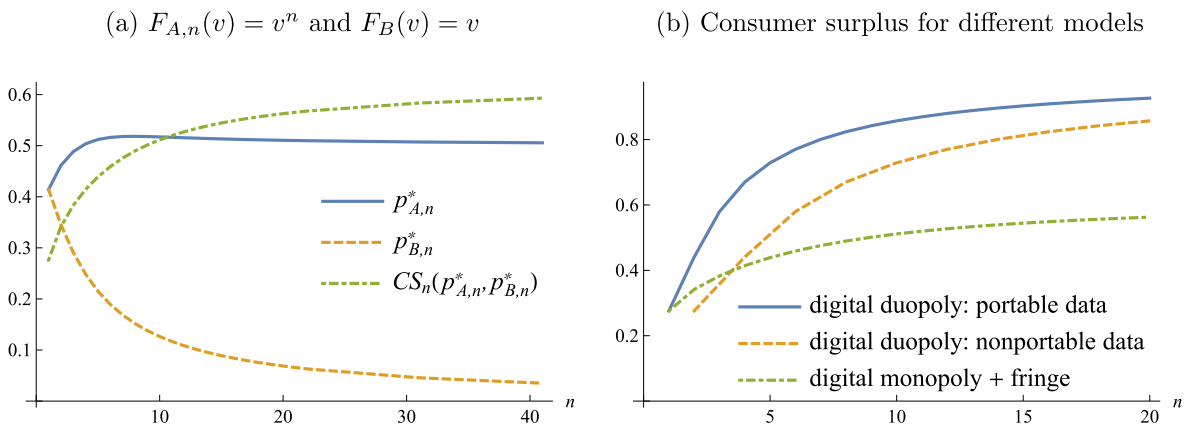 (a) F_{A,n}(v) = v^n and F_B(v) = v
0.6
0.5
0.4
0.3
0.2
0.1
10
20
30
40
n
p*_{A,n}
p*_{B,n}
CS_n(p*_{A,n}, p*_{B,n})
(b) Consumer surplus for different models
0.8
0.6
0.4
0.2
5
10
15
20
n
digital duopoly: portable data
digital duopoly: nonportable data
digital monopoly + fringe